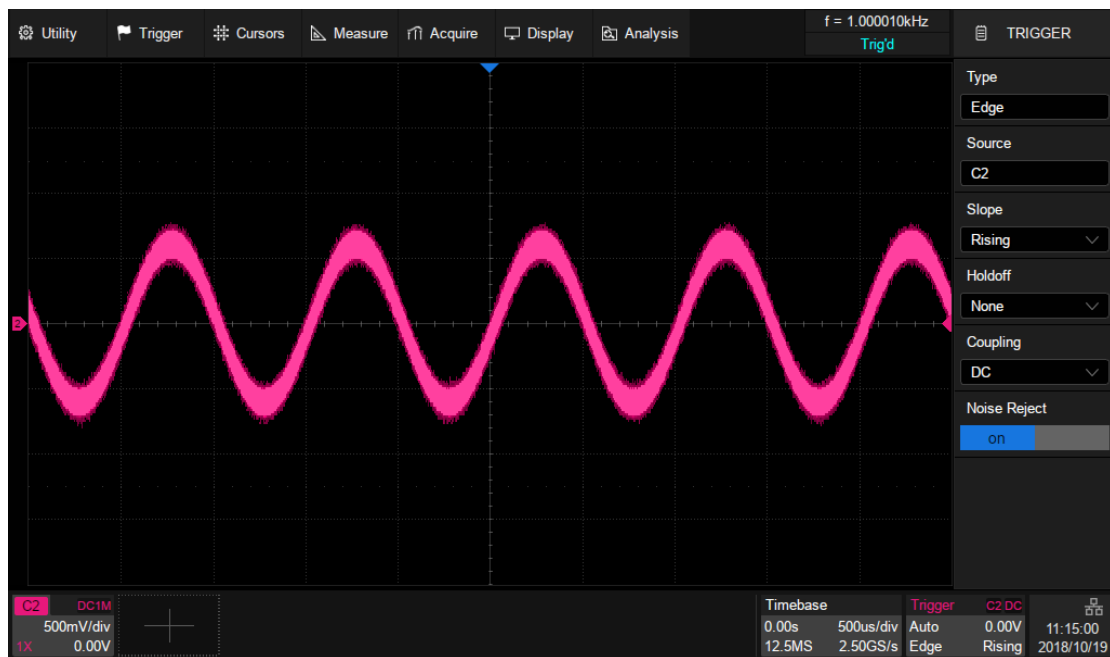 Utility Trigger Cursors Measure Acquire Display Analysis
f = 1.000010kHz
Trig'd
TRIGGER
Type
Edge
Source
C2
Slope
Rising
Holdoff
None
Coupling
DC
Noise Reject
on
2
C2 DC1M
500mV/div
1X 0.00V
Timebase
0.00s 500us/div
12.5MS 2.50GS/s
Trigger C2 DC
Auto 0.00V
Edge Rising
11:15:00
2018/10/19